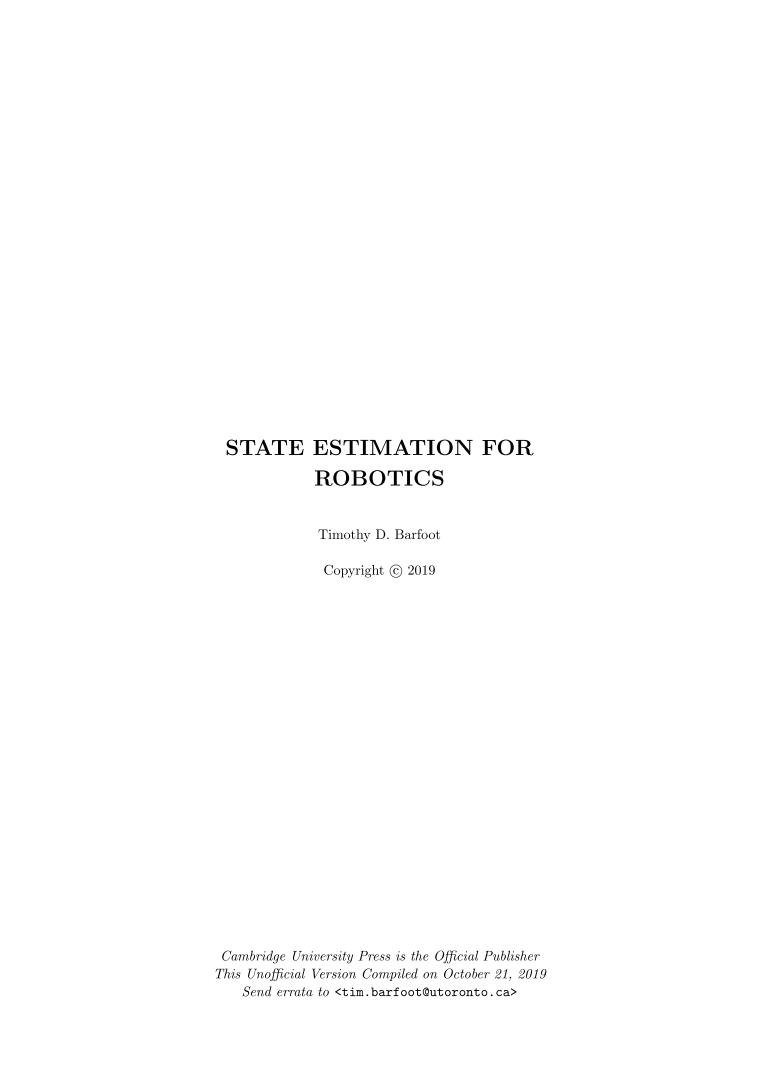 STATE ESTIMATION FOR
ROBOTICS
Timothy D. Barfoot
Copyright © 2019
Cambridge University Press is the Official Publisher
This Unofficial Version Compiled on October 21, 2019
Send errata to <tim.barfoot@utoronto.ca>